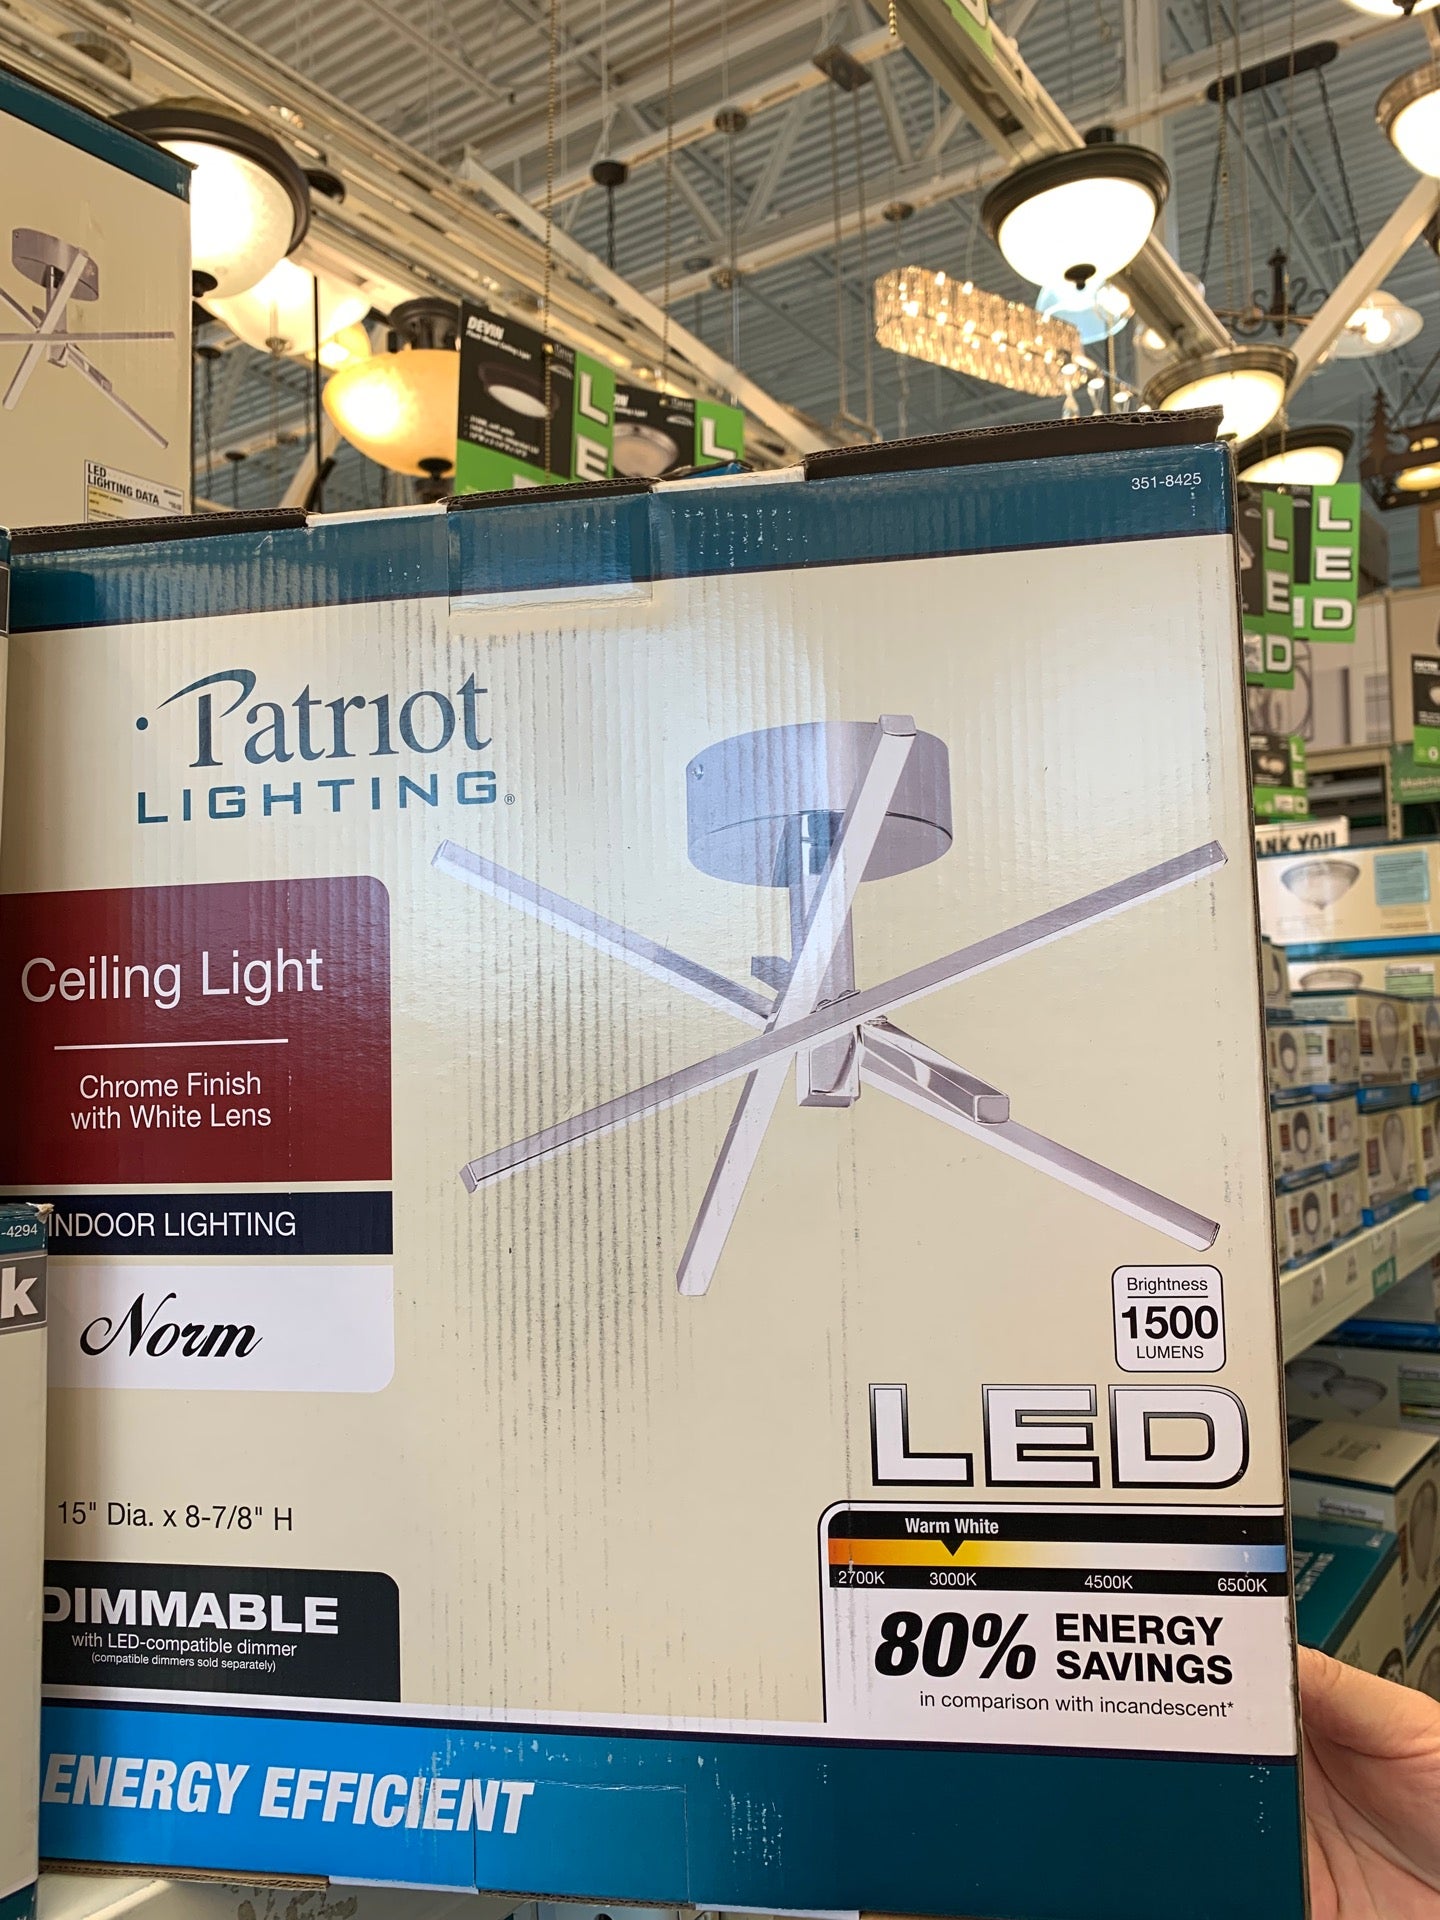 DEVIN
LED
LIGHTING DATA
L
E
L
351-8425
L
E
D
L
E
D
Patriot
LIGHTING®
ANK YOU
Ceiling Light
Chrome Finish
with White Lens
INDOOR LIGHTING
-4294
k
Norm
Brightness
1500
LUMENS
LED
15" Dia. x 8-7/8" H
Warm White
2700K 3000K 4500K 6500K
DIMMABLE
with LED-compatible dimmer
(compatible dimmers sold separately)
80% ENERGY
SAVINGS
in comparison with incandescent*
ENERGY EFFICIENT